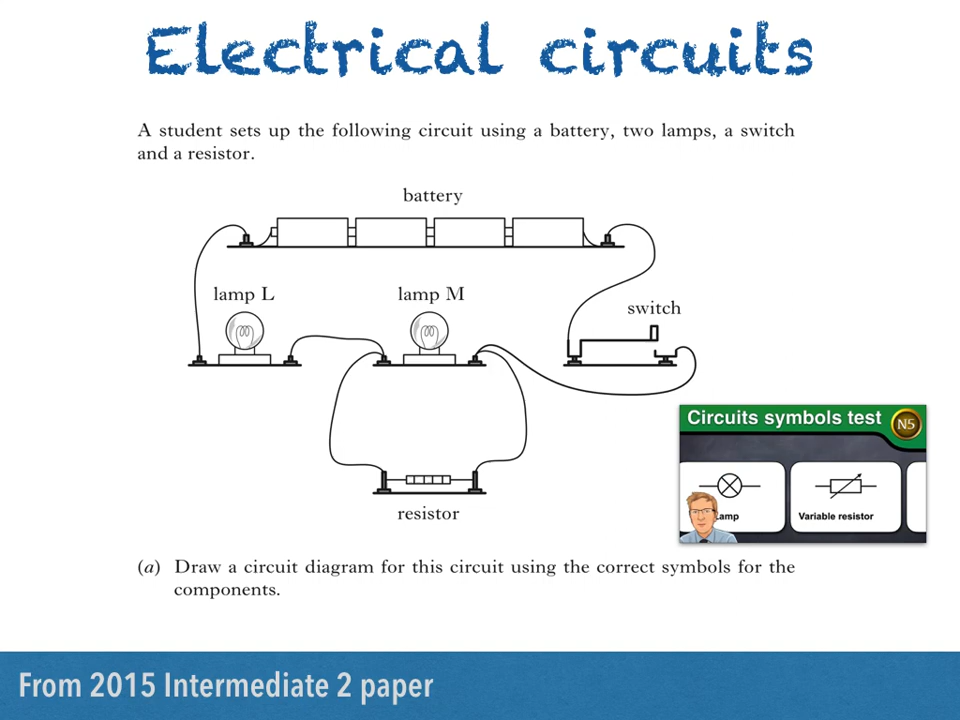 Electrical circuits
A student sets up the following circuit using a battery, two lamps, a switch
and a resistor.
battery
lamp L
lamp M
switch
Circuits symbols test
N5
Lamp
Variable resistor
resistor
(a) Draw a circuit diagram for this circuit using the correct symbols for the
components.
From 2015 Intermediate 2 paper